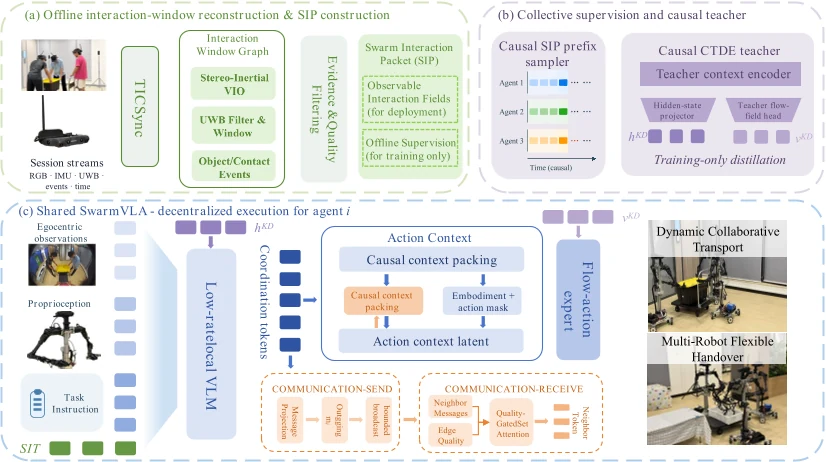 (a) Offline interaction-window reconstruction & SIP construction
Session streams
RGB · IMU · UWB ·
events · time
TICSync
Interaction
Window Graph
Stereo-Inertial
VIO
UWB Filter &
Window
Object/Contact
Events
Evidence &Quality
Filtering
Swarm Interaction
Packet (SIP)
Observable
Interaction Fields
(for deployment)
Offline Supervision
(for training only)
(b) Collective supervision and causal teacher
Causal SIP prefix
sampler
Agent 1
Agent 2
Agent 3
Time (causal)
Causal CTDE teacher
Teacher context encoder
Hidden-state
projector
Teacher flow-
field head
hᴷᴰ
vᴷᴰ
Training-only distillation
(c) Shared SwarmVLA - decentralized execution for agent i
Egocentric
observations
Proprioception
Task
Instruction
SIT
hᴷᴰ
Low-ratelocal VLM
Coordination tokens
Action Context
Causal context packing
Causal context
packing
Embodiment +
action mask
Action context latent
vᴷᴰ
Flow-action
expert
COMMUNICATION-SEND
Message
Projection
Outgging
m
bounded
broadcast
COMMUNICATION-RECEIVE
Neighbor
Messages
Edge
Quality
Quality-
GatedSet
Attention
Neighbor
Token
Dynamic Collaborative
Transport
Multi-Robot Flexible
Handover